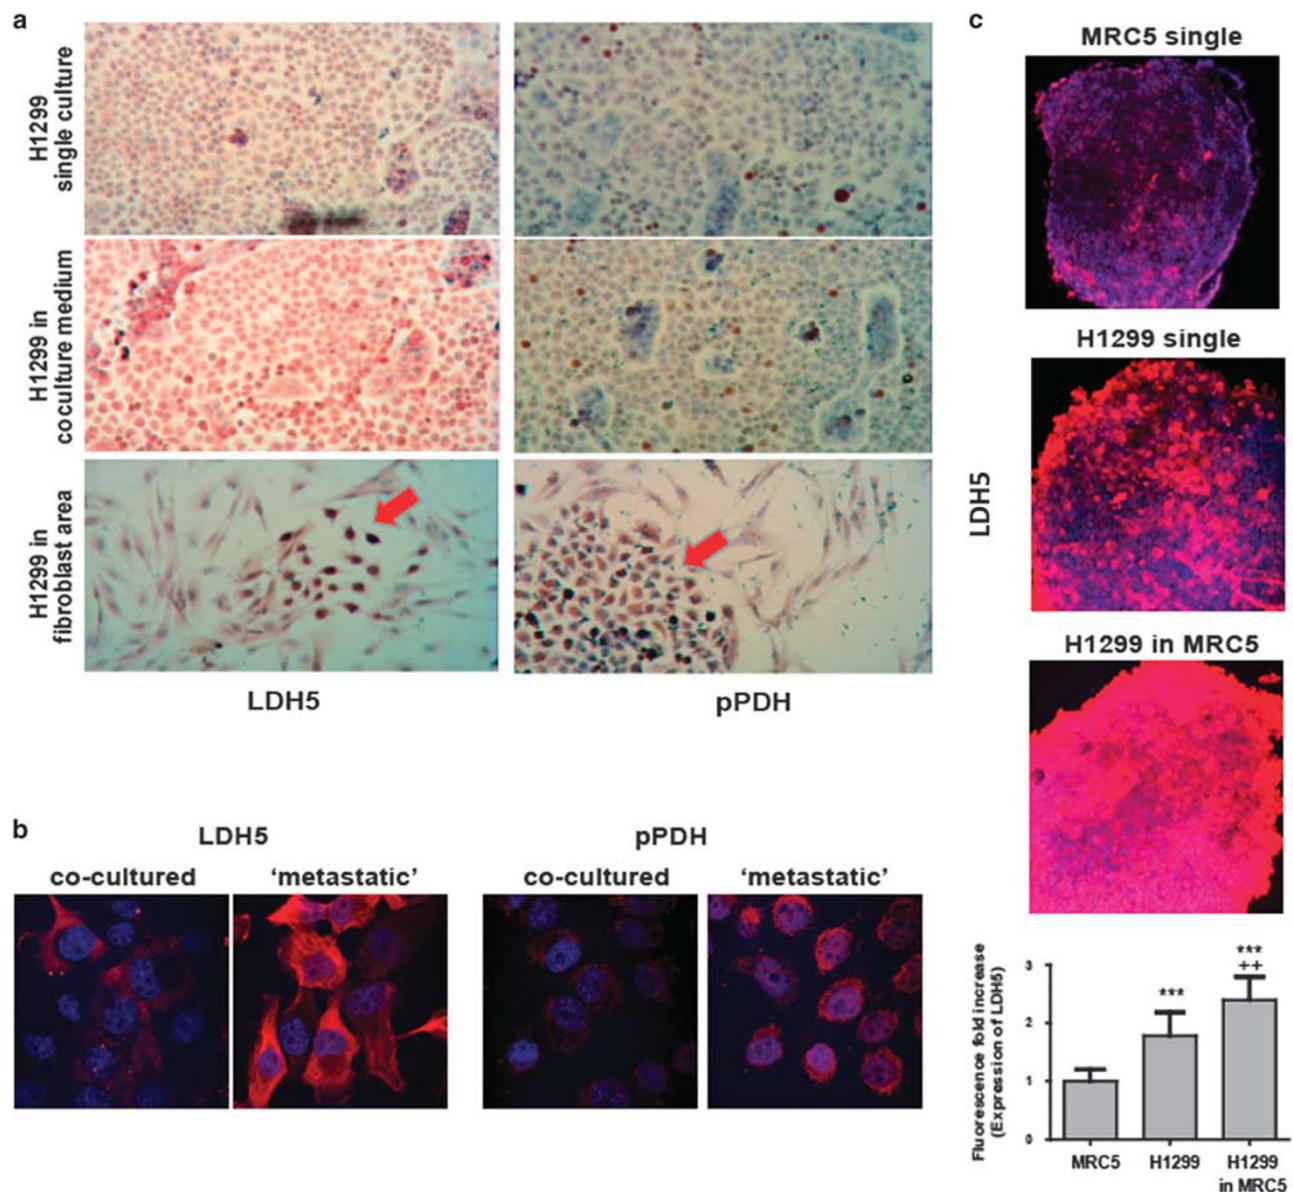 a
H1299
single culture
H1299 in
coculture medium
H1299 in
fibroblast area
LDH5
pPDH
b
LDH5
pPDH
co-cultured
'metastatic'
co-cultured
'metastatic'
c
MRC5 single
H1299 single
LDH5
H1299 in MRC5
Fluorescence fold increase
(Expression of LDH5)
3
2
1
0
***
***
++
MRC5
H1299
H1299
in MRC5